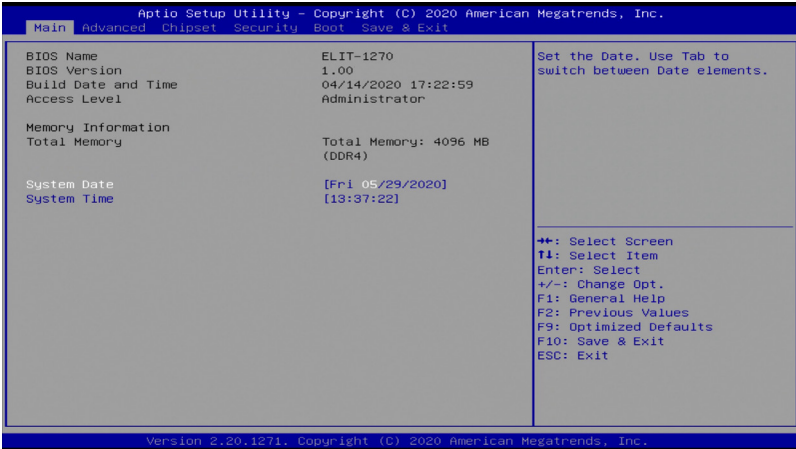 Aptio Setup Utility – Copyright (C) 2020 American Megatrends, Inc.
Main Advanced Chipset Security Boot Save & Exit
BIOS Name ELIT-1270
BIOS Version 1.00
Build Date and Time 04/14/2020 17:22:59
Access Level Administrator
Memory Information
Total Memory Total Memory: 4096 MB
(DDR4)
System Date [Fri 05/29/2020]
System Time [13:37:22]
Set the Date. Use Tab to
switch between Date elements.
→←: Select Screen
↑↓: Select Item
Enter: Select
+/-: Change Opt.
F1: General Help
F2: Previous Values
F9: Optimized Defaults
F10: Save & Exit
ESC: Exit
Version 2.20.1271. Copyright (C) 2020 American Megatrends, Inc.